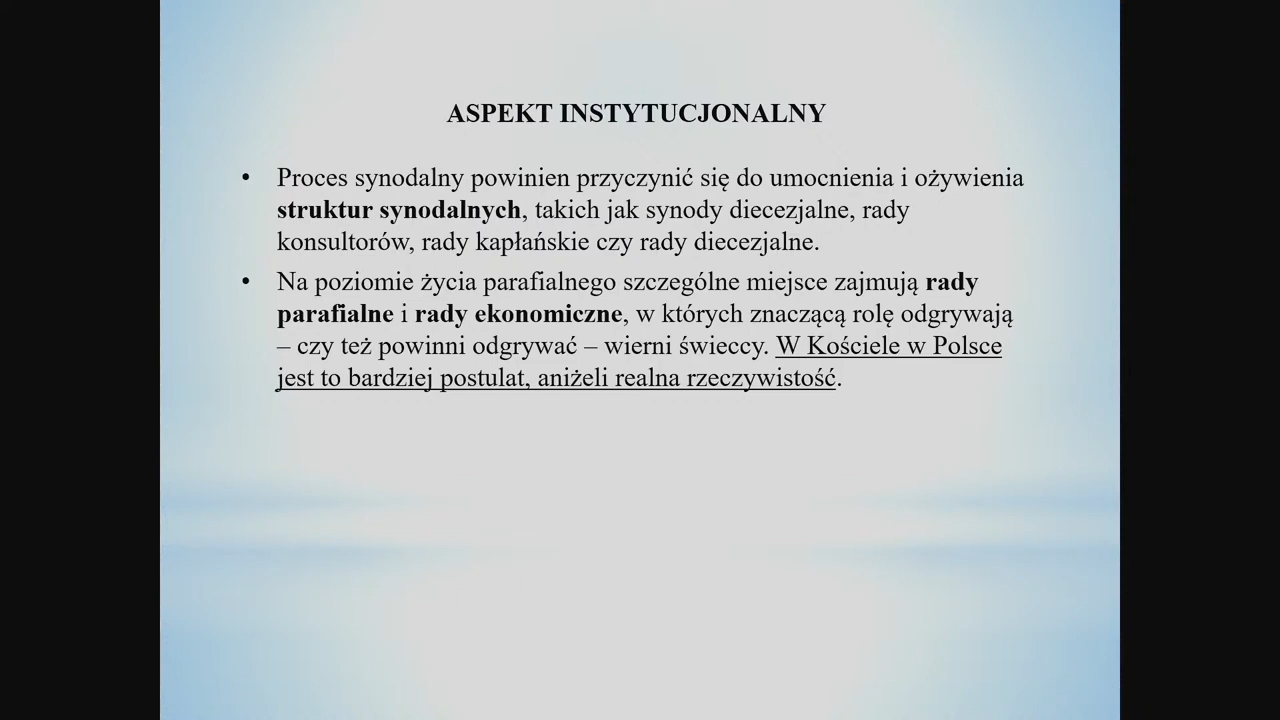 ASPEKT INSTYTUCJONALNY
• Proces synodalny powinien przyczynić się do umocnienia i ożywienia
struktur synodalnych, takich jak synody diecezjalne, rady
konsultorów, rady kapłańskie czy rady diecezjalne.
• Na poziomie życia parafialnego szczególne miejsce zajmują rady
parafialne i rady ekonomiczne, w których znaczącą rolę odgrywają
– czy też powinni odgrywać – wierni świeccy. W Kościele w Polsce
jest to bardziej postulat, aniżeli realna rzeczywistość.